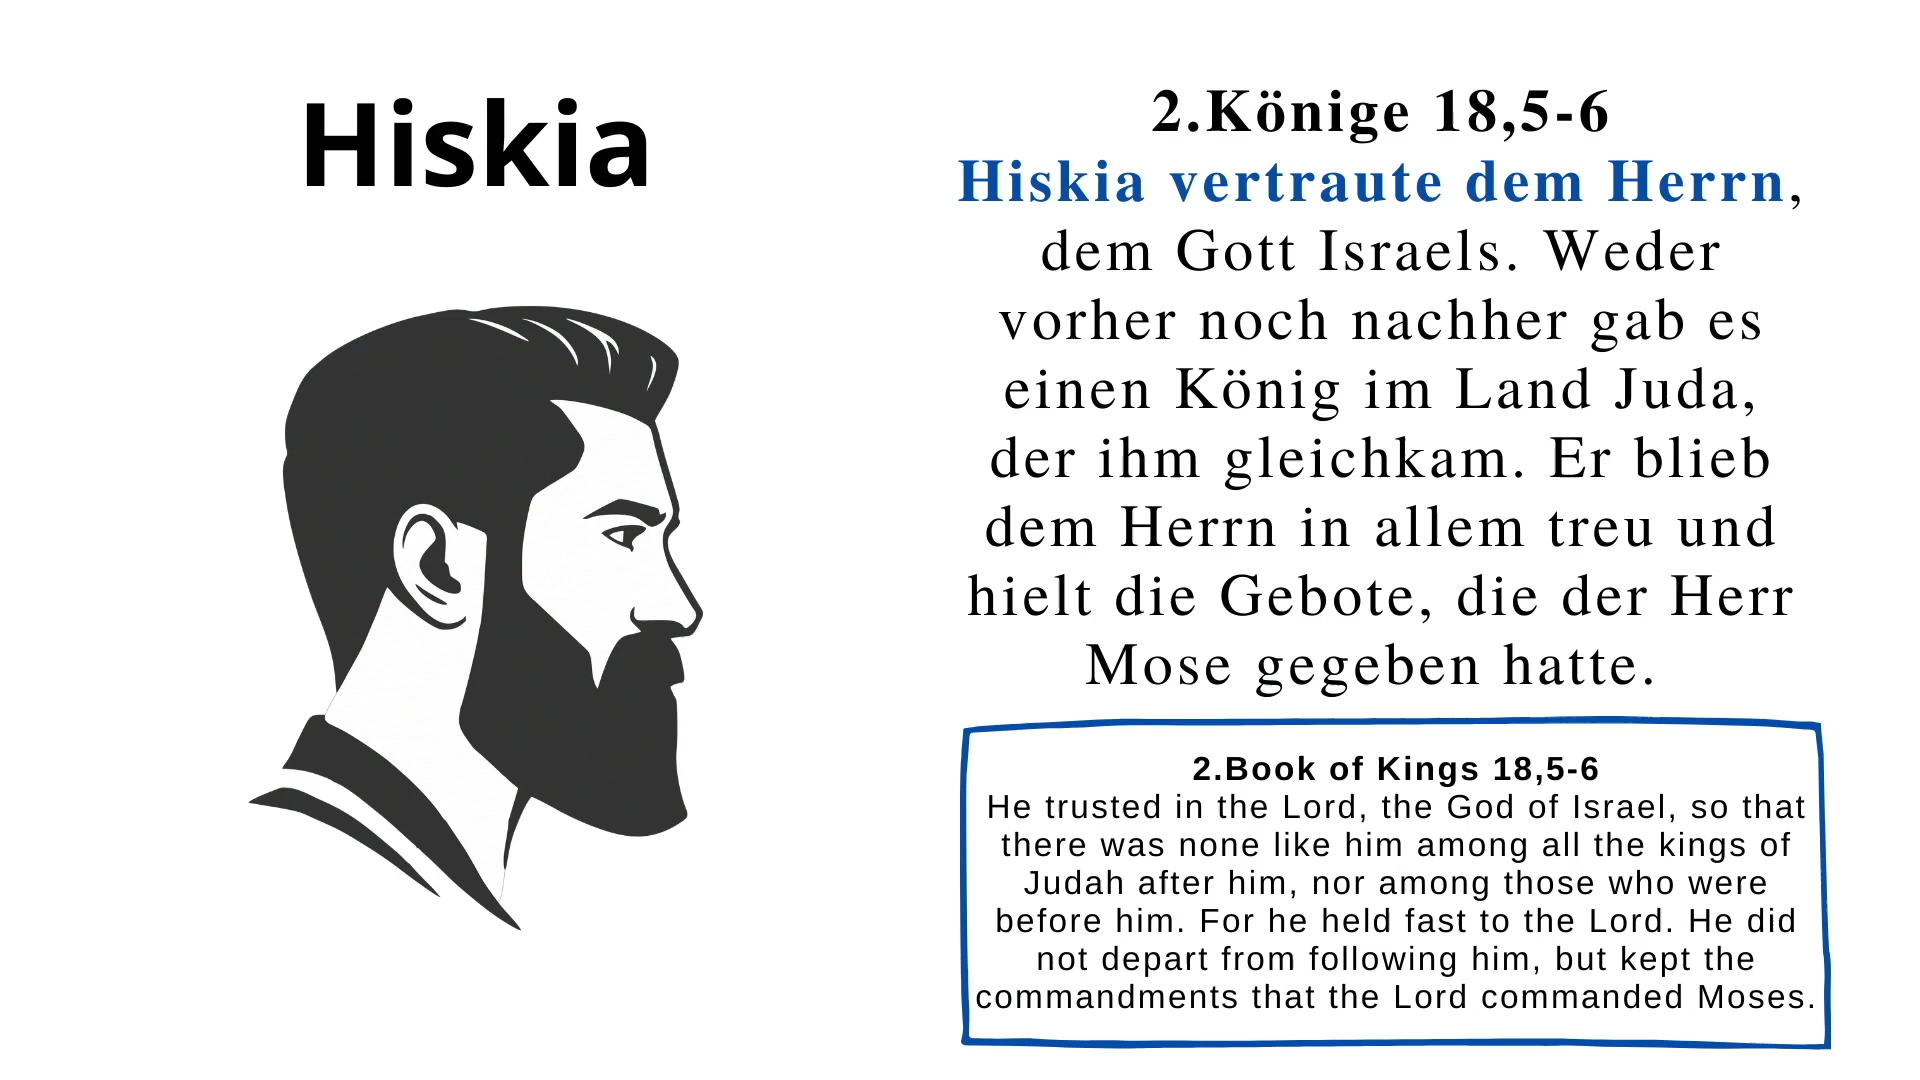 Hiskia
2.Könige 18,5-6
Hiskia vertraute dem Herrn,
dem Gott Israels. Weder
vorher noch nachher gab es
einen König im Land Juda,
der ihm gleichkam. Er blieb
dem Herrn in allem treu und
hielt die Gebote, die der Herr
Mose gegeben hatte.
2.Book of Kings 18,5-6
He trusted in the Lord, the God of Israel, so that
there was none like him among all the kings of
Judah after him, nor among those who were
before him. For he held fast to the Lord. He did
not depart from following him, but kept the
commandments that the Lord commanded Moses.